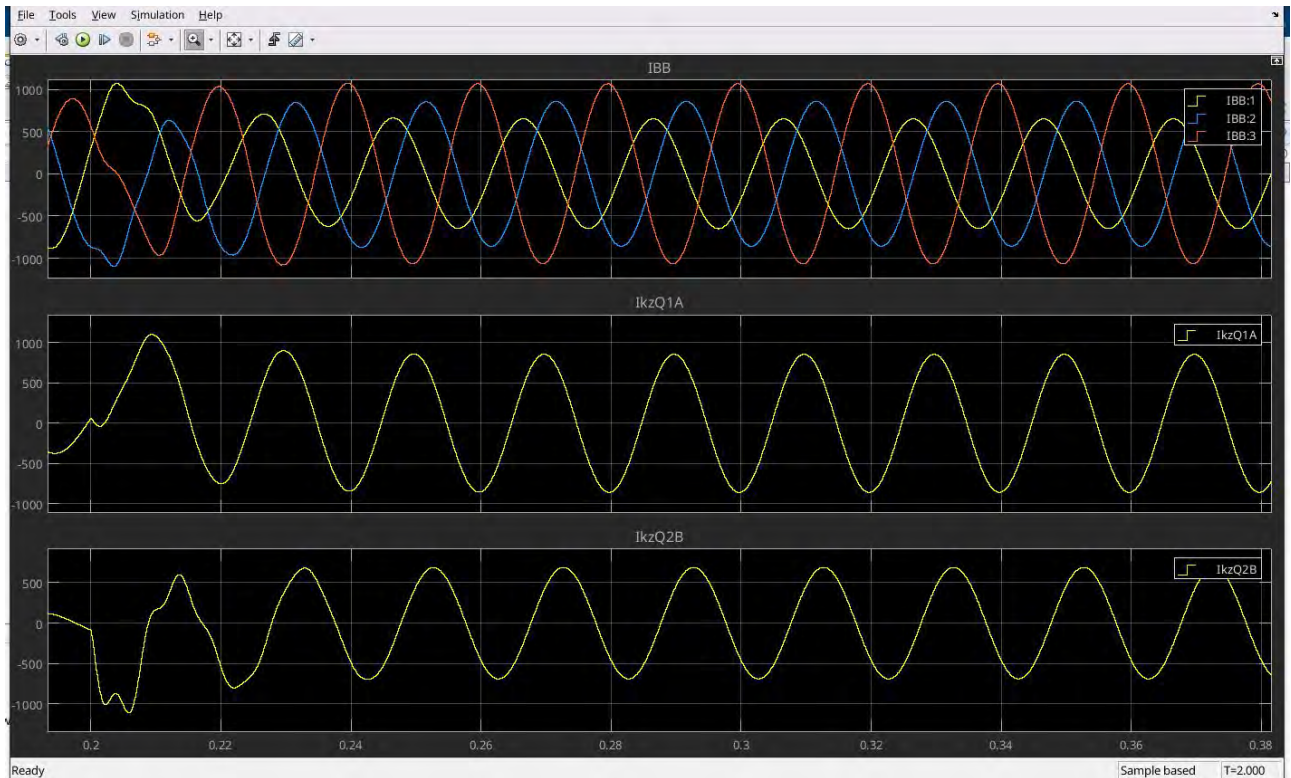 File Tools View Simulation Help
IBB
1000
500
0
-500
-1000
IBB:1
IBB:2
IBB:3
IkzQ1A
1000
500
0
-500
-1000
IkzQ1A
IkzQ2B
500
0
-500
-1000
IkzQ2B
0.2 0.22 0.24 0.26 0.28 0.3 0.32 0.34 0.36 0.38
Ready Sample based T=2.000